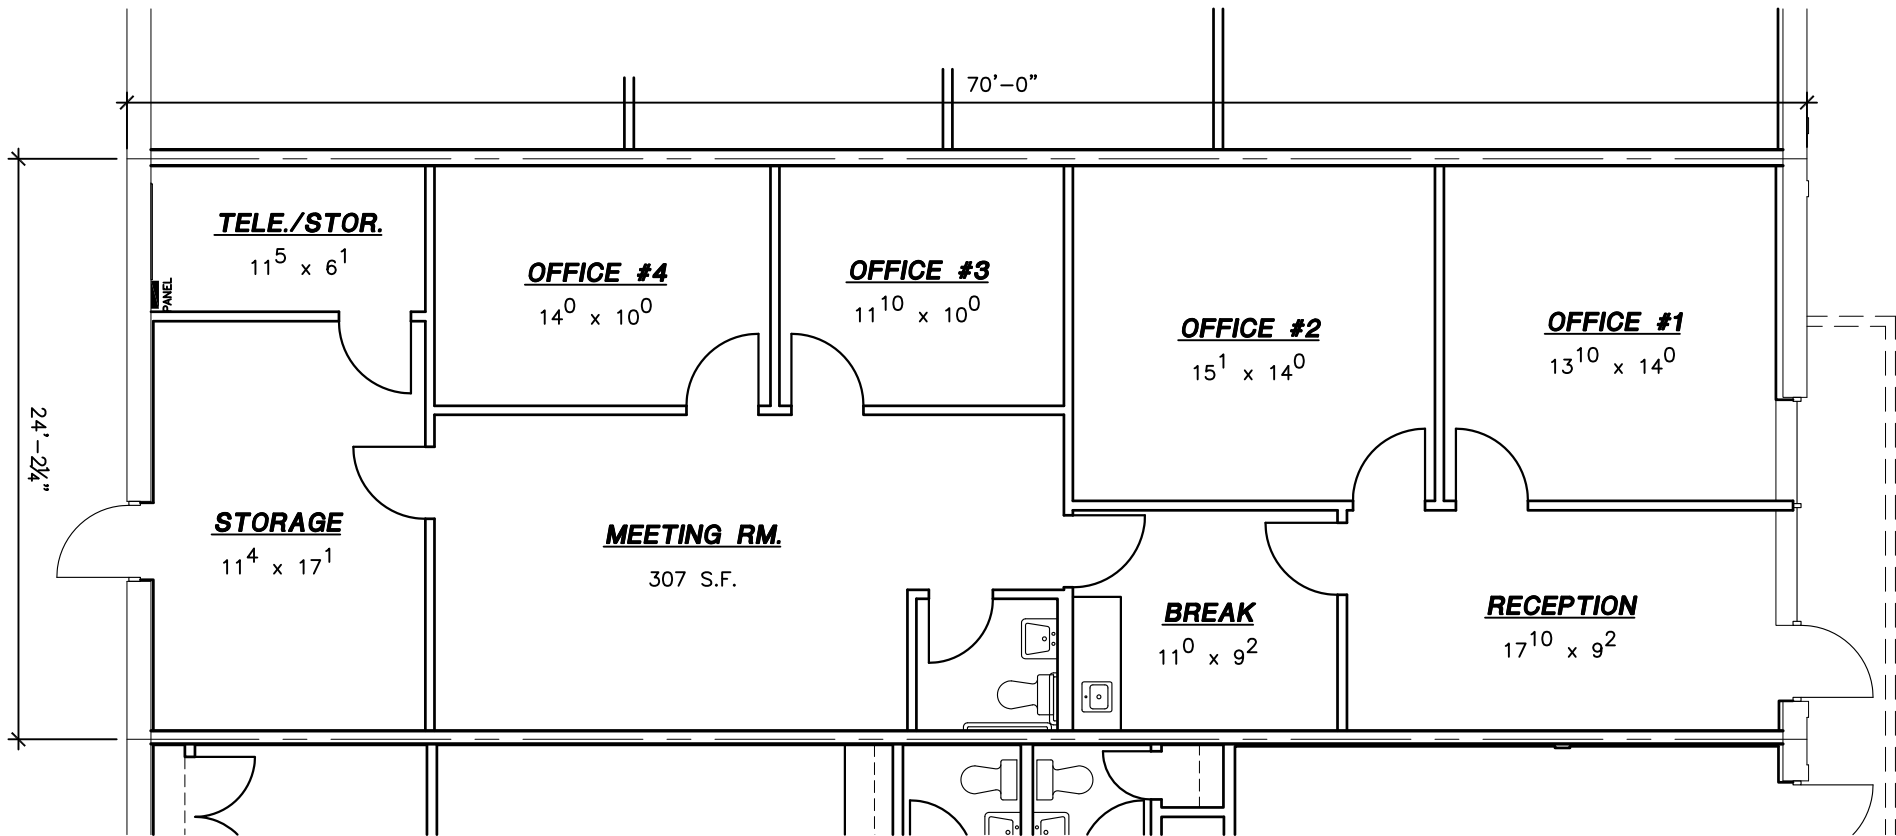 70'-0"
TELE./STOR.
11⁵ x 6¹
PANEL
OFFICE #4
14⁰ x 10⁰
OFFICE #3
11¹⁰ x 10⁰
OFFICE #2
15¹ x 14⁰
OFFICE #1
13¹⁰ x 14⁰
24'-2¼"
STORAGE
11⁴ x 17¹
MEETING RM.
307 S.F.
BREAK
11⁰ x 9²
RECEPTION
17¹⁰ x 9²